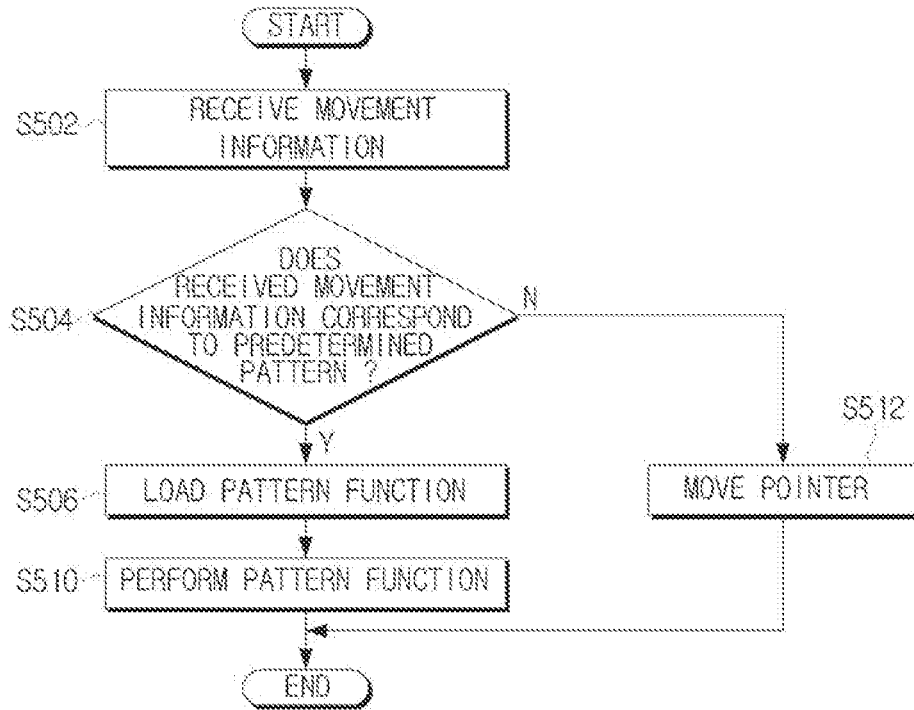 START
S502
RECEIVE MOVEMENT
INFORMATION
S504
DOES
RECEIVED MOVEMENT
INFORMATION CORRESPOND
TO PREDETERMINED
PATTERN ?
N
Y
S512
S506
LOAD PATTERN FUNCTION
MOVE POINTER
S510
PERFORM PATTERN FUNCTION
END